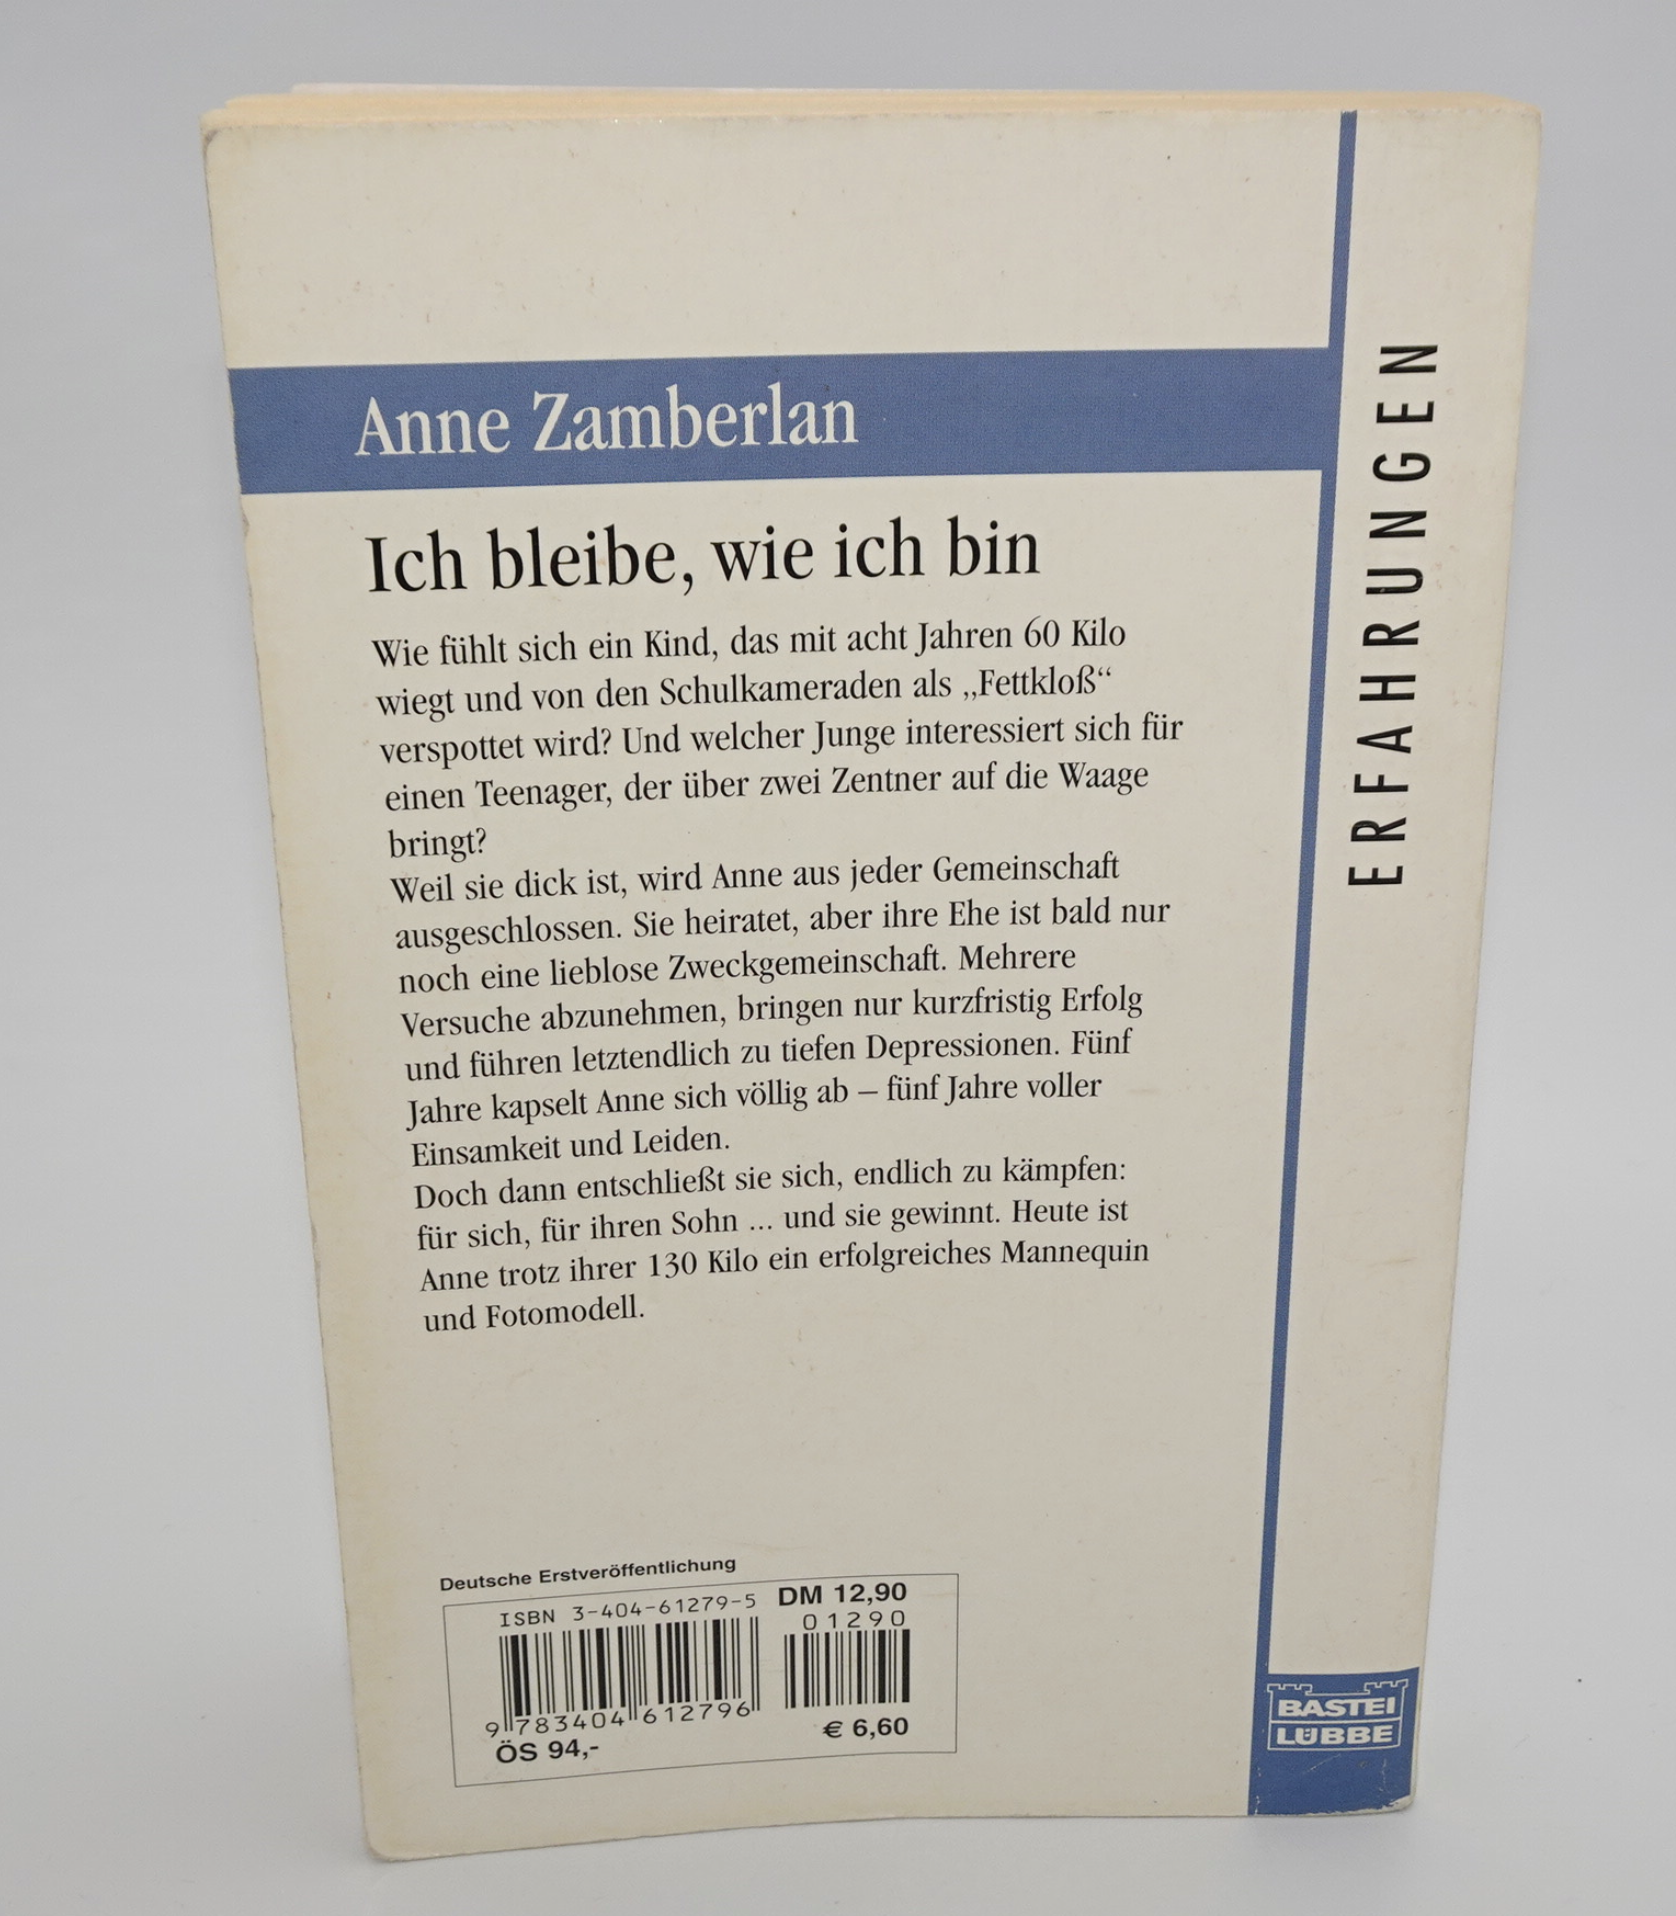 Anne Zamberlan
Ich bleibe, wie ich bin
Wie fühlt sich ein Kind, das mit acht Jahren 60 Kilo
wiegt und von den Schulkameraden als „Fettkloß“
verspottet wird? Und welcher Junge interessiert sich für
einen Teenager, der über zwei Zentner auf die Waage
bringt?
Weil sie dick ist, wird Anne aus jeder Gemeinschaft
ausgeschlossen. Sie heiratet, aber ihre Ehe ist bald nur
noch eine lieblose Zweckgemeinschaft. Mehrere
Versuche abzunehmen, bringen nur kurzfristig Erfolg
und führen letztendlich zu tiefen Depressionen. Fünf
Jahre kapselt Anne sich völlig ab – fünf Jahre voller
Einsamkeit und Leiden.
Doch dann entschließt sie sich, endlich zu kämpfen:
für sich, für ihren Sohn ... und sie gewinnt. Heute ist
Anne trotz ihrer 130 Kilo ein erfolgreiches Mannequin
und Fotomodell.
ERFAHRUNGEN
Deutsche Erstveröffentlichung
ISBN 3-404-61279-5 DM 12,90
01290
9 783404 612796
€ 6,60
ÖS 94,-
BASTEI
LÜBBE